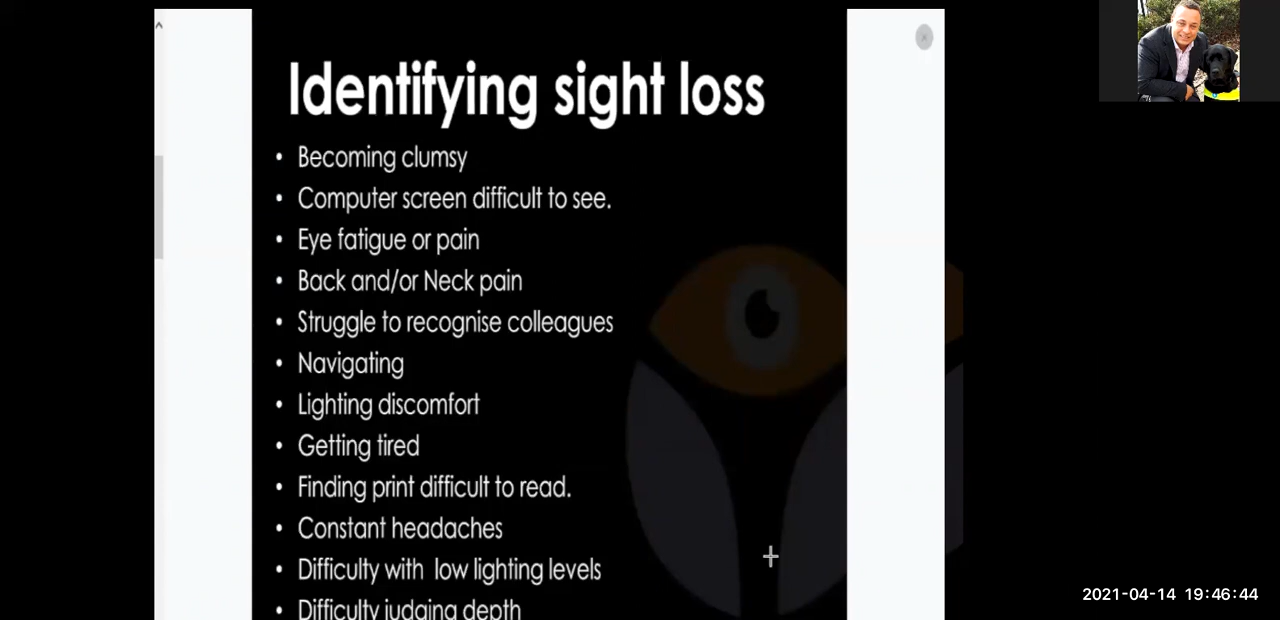 Identifying sight loss
• Becoming clumsy
• Computer screen difficult to see.
• Eye fatigue or pain
• Back and/or Neck pain
• Struggle to recognise colleagues
• Navigating
• Lighting discomfort
• Getting tired
• Finding print difficult to read.
• Constant headaches
• Difficulty with  low lighting levels
• Difficulty judging depth
2021-04-14 19:46:44